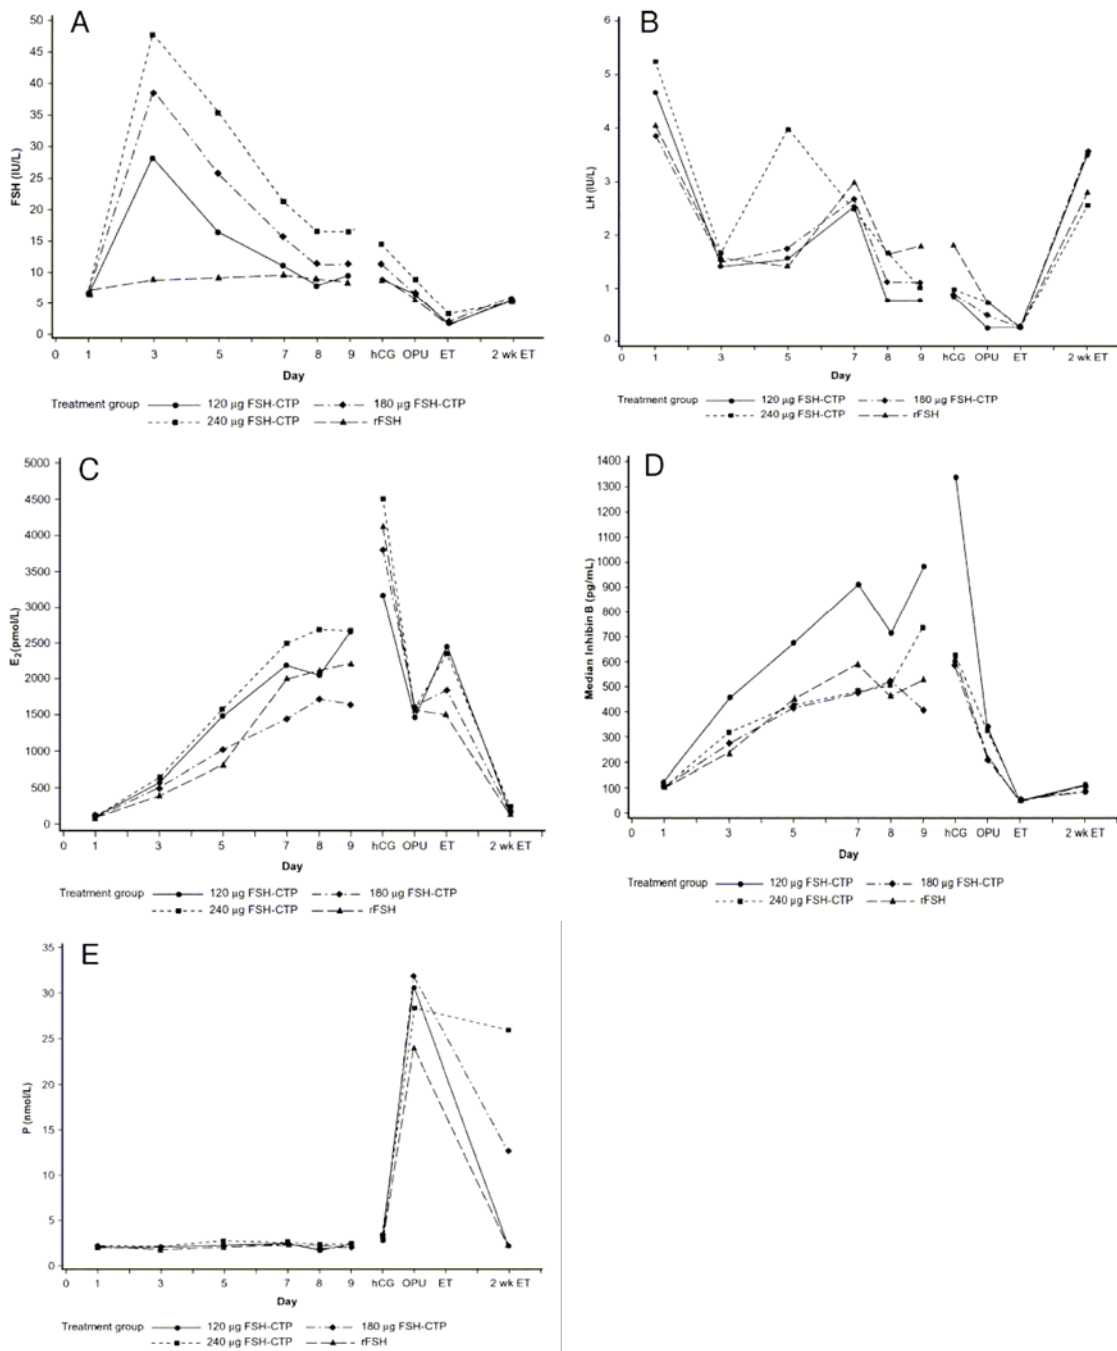 A
50
45
40
35
30
25
20
15
10
5
0
FSH (IU/L)
0 1 3 5 7 8 9 hCG OPU ET 2 wk ET
Day
Treatment group 120 µg FSH-CTP 180 µg FSH-CTP
240 µg FSH-CTP rFSH
B
6
5
4
3
2
1
0
LH (IU/L)
0 1 3 5 7 8 9 hCG OPU ET 2 wk ET
Day
Treatment group 120 µg FSH-CTP 180 µg FSH-CTP
240 µg FSH-CTP rFSH
C
5000
4500
4000
3500
3000
2500
2000
1500
1000
500
0
E2(pmol/L)
0 1 3 5 7 8 9 hCG OPU ET 2 wk ET
Day
Treatment group 120 µg FSH-CTP 180 µg FSH-CTP
240 µg FSH-CTP rFSH
D
1400
1300
1200
1100
1000
900
800
700
600
500
400
300
200
100
0
Median Inhibin B (pg/mL)
0 1 3 5 7 8 9 hCG OPU ET 2 wk ET
Day
Treatment group 120 µg FSH-CTP 180 µg FSH-CTP
240 µg FSH-CTP rFSH
E
35
30
25
20
15
10
5
0
P (nmol/L)
0 1 3 5 7 8 9 hCG OPU ET 2 wk ET
Day
Treatment group 120 µg FSH-CTP 180 µg FSH-CTP
240 µg FSH-CTP rFSH